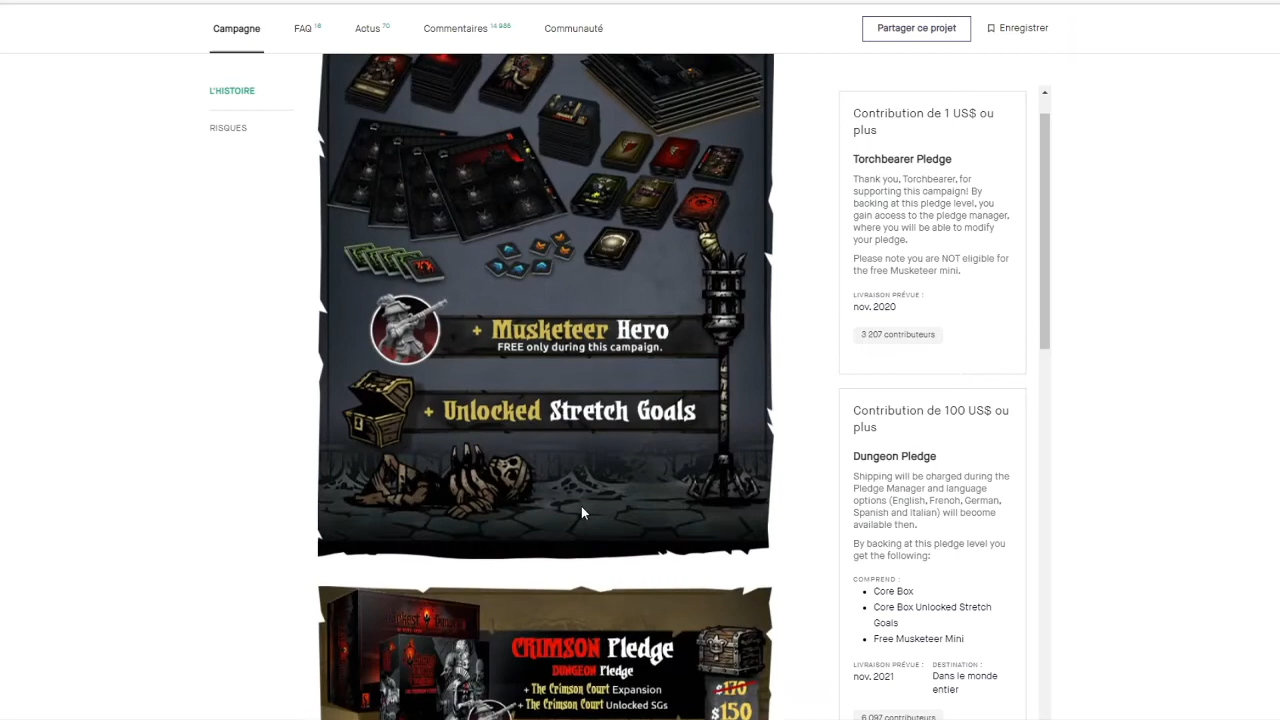 Campagne
FAQ 18
Actus 70
Commentaires 14 985
Communauté
Partager ce projet
Enregistrer
L'HISTOIRE
RISQUES
+ Musketeer Hero
FREE only during this campaign.
+ Unlocked Stretch Goals
CRIMSON Pledge
DUNGEON Pledge
+ The Crimson Court Expansion
+ The Crimson Court Unlocked SGs
$170
$150
Contribution de 1 US$ ou
plus
Torchbearer Pledge
Thank you, Torchbearer, for
supporting this campaign! By
backing at this pledge level, you
gain access to the pledge manager,
where you will be able to modify
your pledge.
Please note you are NOT eligible for
the free Musketeer mini.
LIVRAISON PRÉVUE :
nov. 2020
3 207 contributeurs
Contribution de 100 US$ ou
plus
Dungeon Pledge
Shipping will be charged during the
Pledge Manager and language
options (English, French, German,
Spanish and Italian) will become
available then.
By backing at this pledge level you
get the following:
COMPREND :
Core Box
Core Box Unlocked Stretch
Goals
Free Musketeer Mini
LIVRAISON PRÉVUE :
nov. 2021
DESTINATION :
Dans le monde
entier
6 097 contributeurs